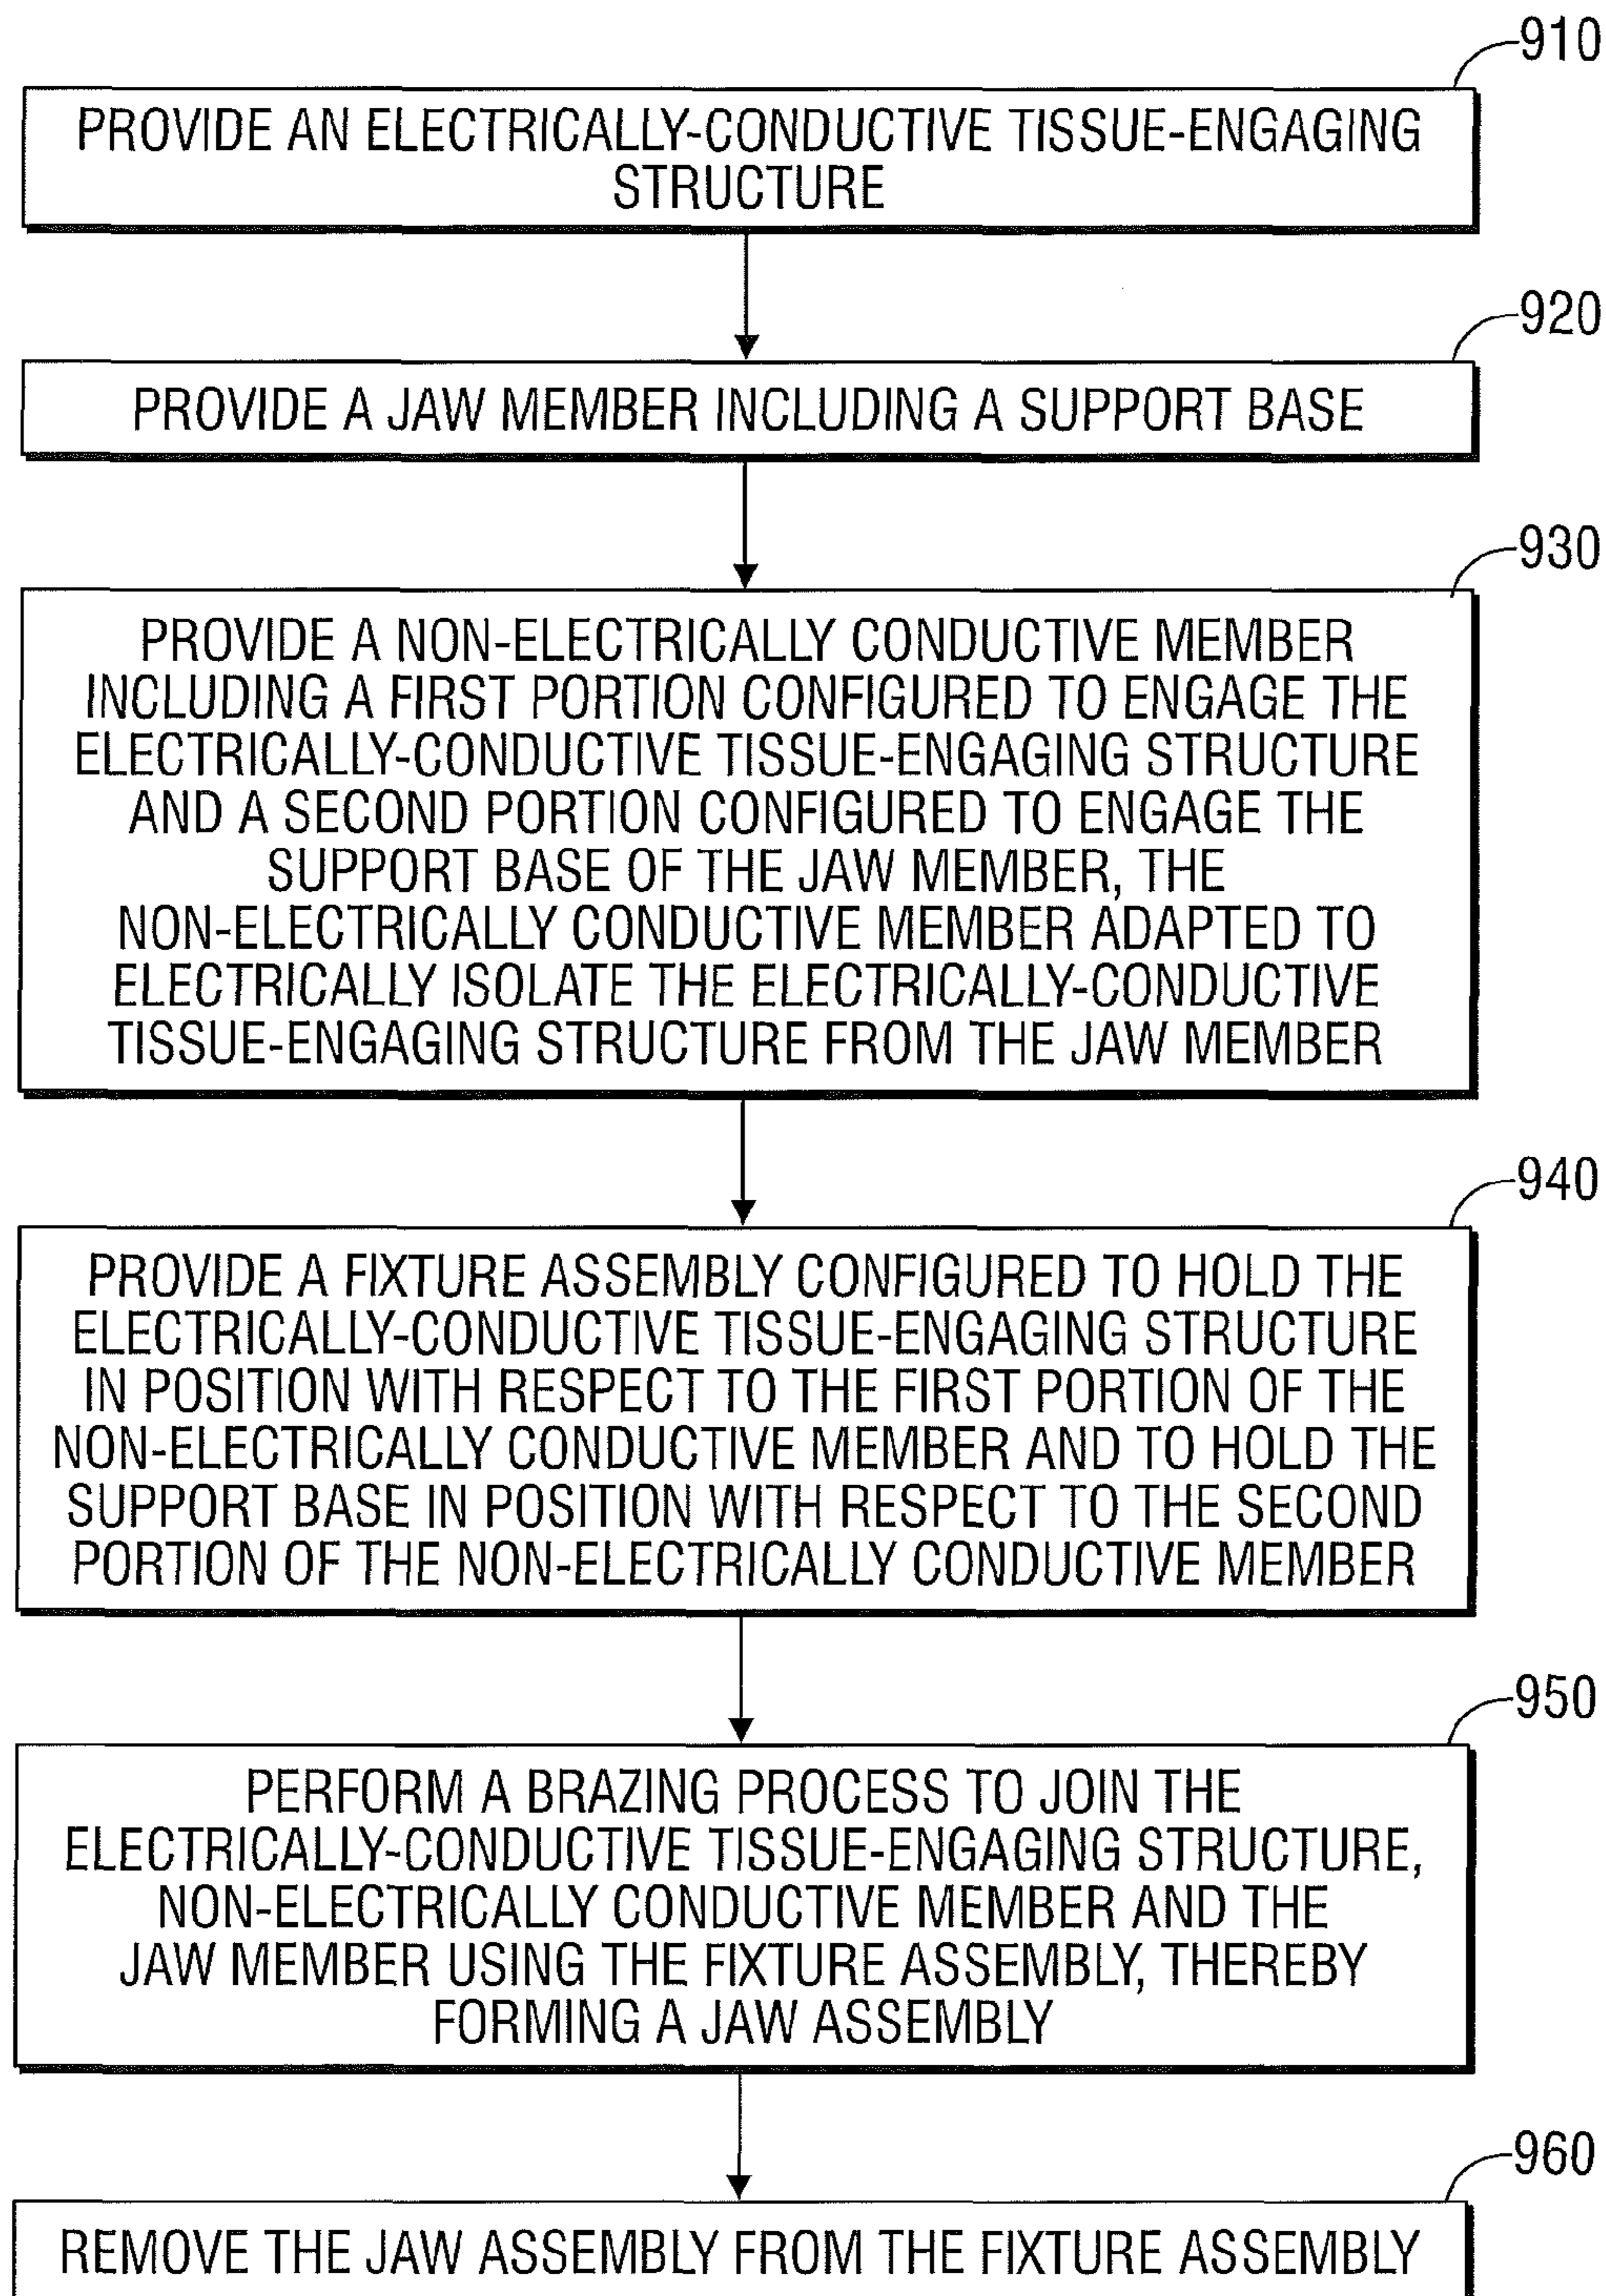 910
PROVIDE AN ELECTRICALLY-CONDUCTIVE TISSUE-ENGAGING
STRUCTURE
920
PROVIDE A JAW MEMBER INCLUDING A SUPPORT BASE
930
PROVIDE A NON-ELECTRICALLY CONDUCTIVE MEMBER
INCLUDING A FIRST PORTION CONFIGURED TO ENGAGE THE
ELECTRICALLY-CONDUCTIVE TISSUE-ENGAGING STRUCTURE
AND A SECOND PORTION CONFIGURED TO ENGAGE THE
SUPPORT BASE OF THE JAW MEMBER, THE
NON-ELECTRICALLY CONDUCTIVE MEMBER ADAPTED TO
ELECTRICALLY ISOLATE THE ELECTRICALLY-CONDUCTIVE
TISSUE-ENGAGING STRUCTURE FROM THE JAW MEMBER
940
PROVIDE A FIXTURE ASSEMBLY CONFIGURED TO HOLD THE
ELECTRICALLY-CONDUCTIVE TISSUE-ENGAGING STRUCTURE
IN POSITION WITH RESPECT TO THE FIRST PORTION OF THE
NON-ELECTRICALLY CONDUCTIVE MEMBER AND TO HOLD THE
SUPPORT BASE IN POSITION WITH RESPECT TO THE SECOND
PORTION OF THE NON-ELECTRICALLY CONDUCTIVE MEMBER
950
PERFORM A BRAZING PROCESS TO JOIN THE
ELECTRICALLY-CONDUCTIVE TISSUE-ENGAGING STRUCTURE,
NON-ELECTRICALLY CONDUCTIVE MEMBER AND THE
JAW MEMBER USING THE FIXTURE ASSEMBLY, THEREBY
FORMING A JAW ASSEMBLY
960
REMOVE THE JAW ASSEMBLY FROM THE FIXTURE ASSEMBLY